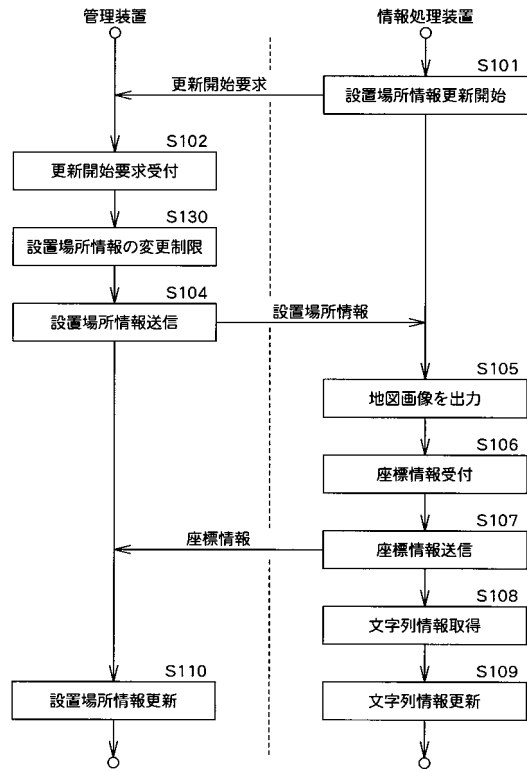 管理装置
情報処理装置
S101
更新開始要求
設置場所情報更新開始
S102
更新開始要求受付
S130
設置場所情報の変更制限
S104
設置場所情報送信
設置場所情報
S105
地図画像を出力
S106
座標情報受付
S107
座標情報
座標情報送信
S108
文字列情報取得
S110
S109
設置場所情報更新
文字列情報更新